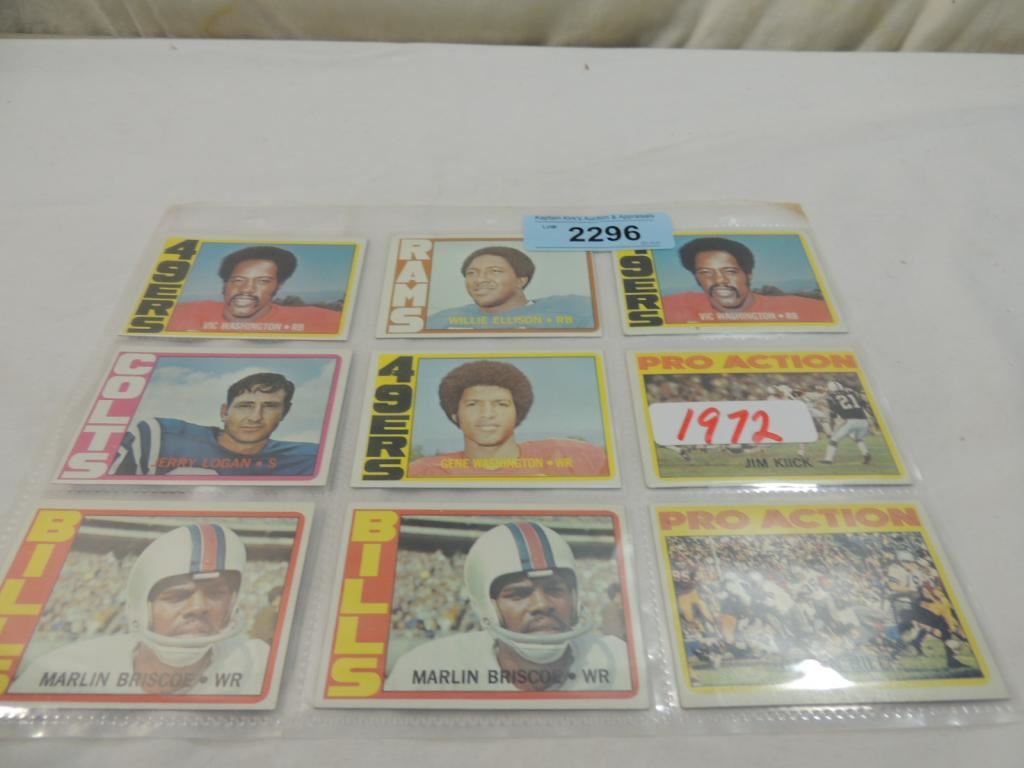 Kaptain Kirk's Auction & Appraisals
Lot#
2296
49ERS
VIC WASHINGTON • RB
RAMS
WILLIE ELLISON • RB
49ERS
VIC WASHINGTON • RB
COLTS
JERRY LOGAN • S
49ERS
GENE WASHINGTON • WR
PRO ACTION
1972
21
JIM KIICK
BILLS
MARLIN BRISCOE • WR
BILLS
MARLIN BRISCOE • WR
PRO ACTION